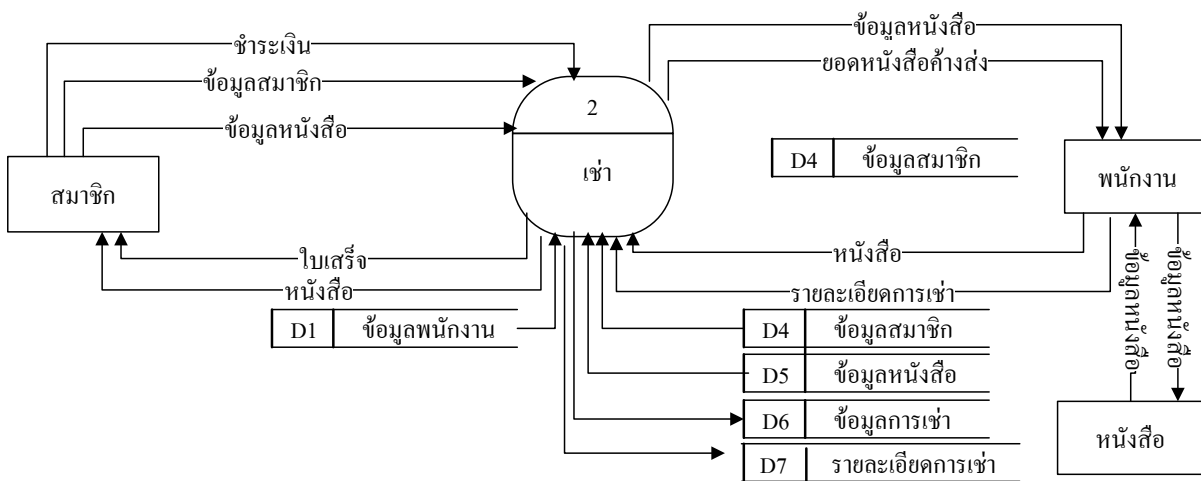 ข้อมูลหนังสือ
ชำระเงิน
ยอดหนังสือค้างส่ง
ข้อมูลสมาชิก
2
ข้อมูลหนังสือ
D4 ข้อมูลสมาชิก
เช่า
สมาชิก
พนักงาน
ใบเสร็จ
หนังสือ
หนังสือ
รายละเอียดการเช่า
ข้อมูลหนังสือ
ข้อมูลหนังสือ
D1 ข้อมูลพนักงาน
D4 ข้อมูลสมาชิก
D5 ข้อมูลหนังสือ
D6 ข้อมูลการเช่า
หนังสือ
D7 รายละเอียดการเช่า